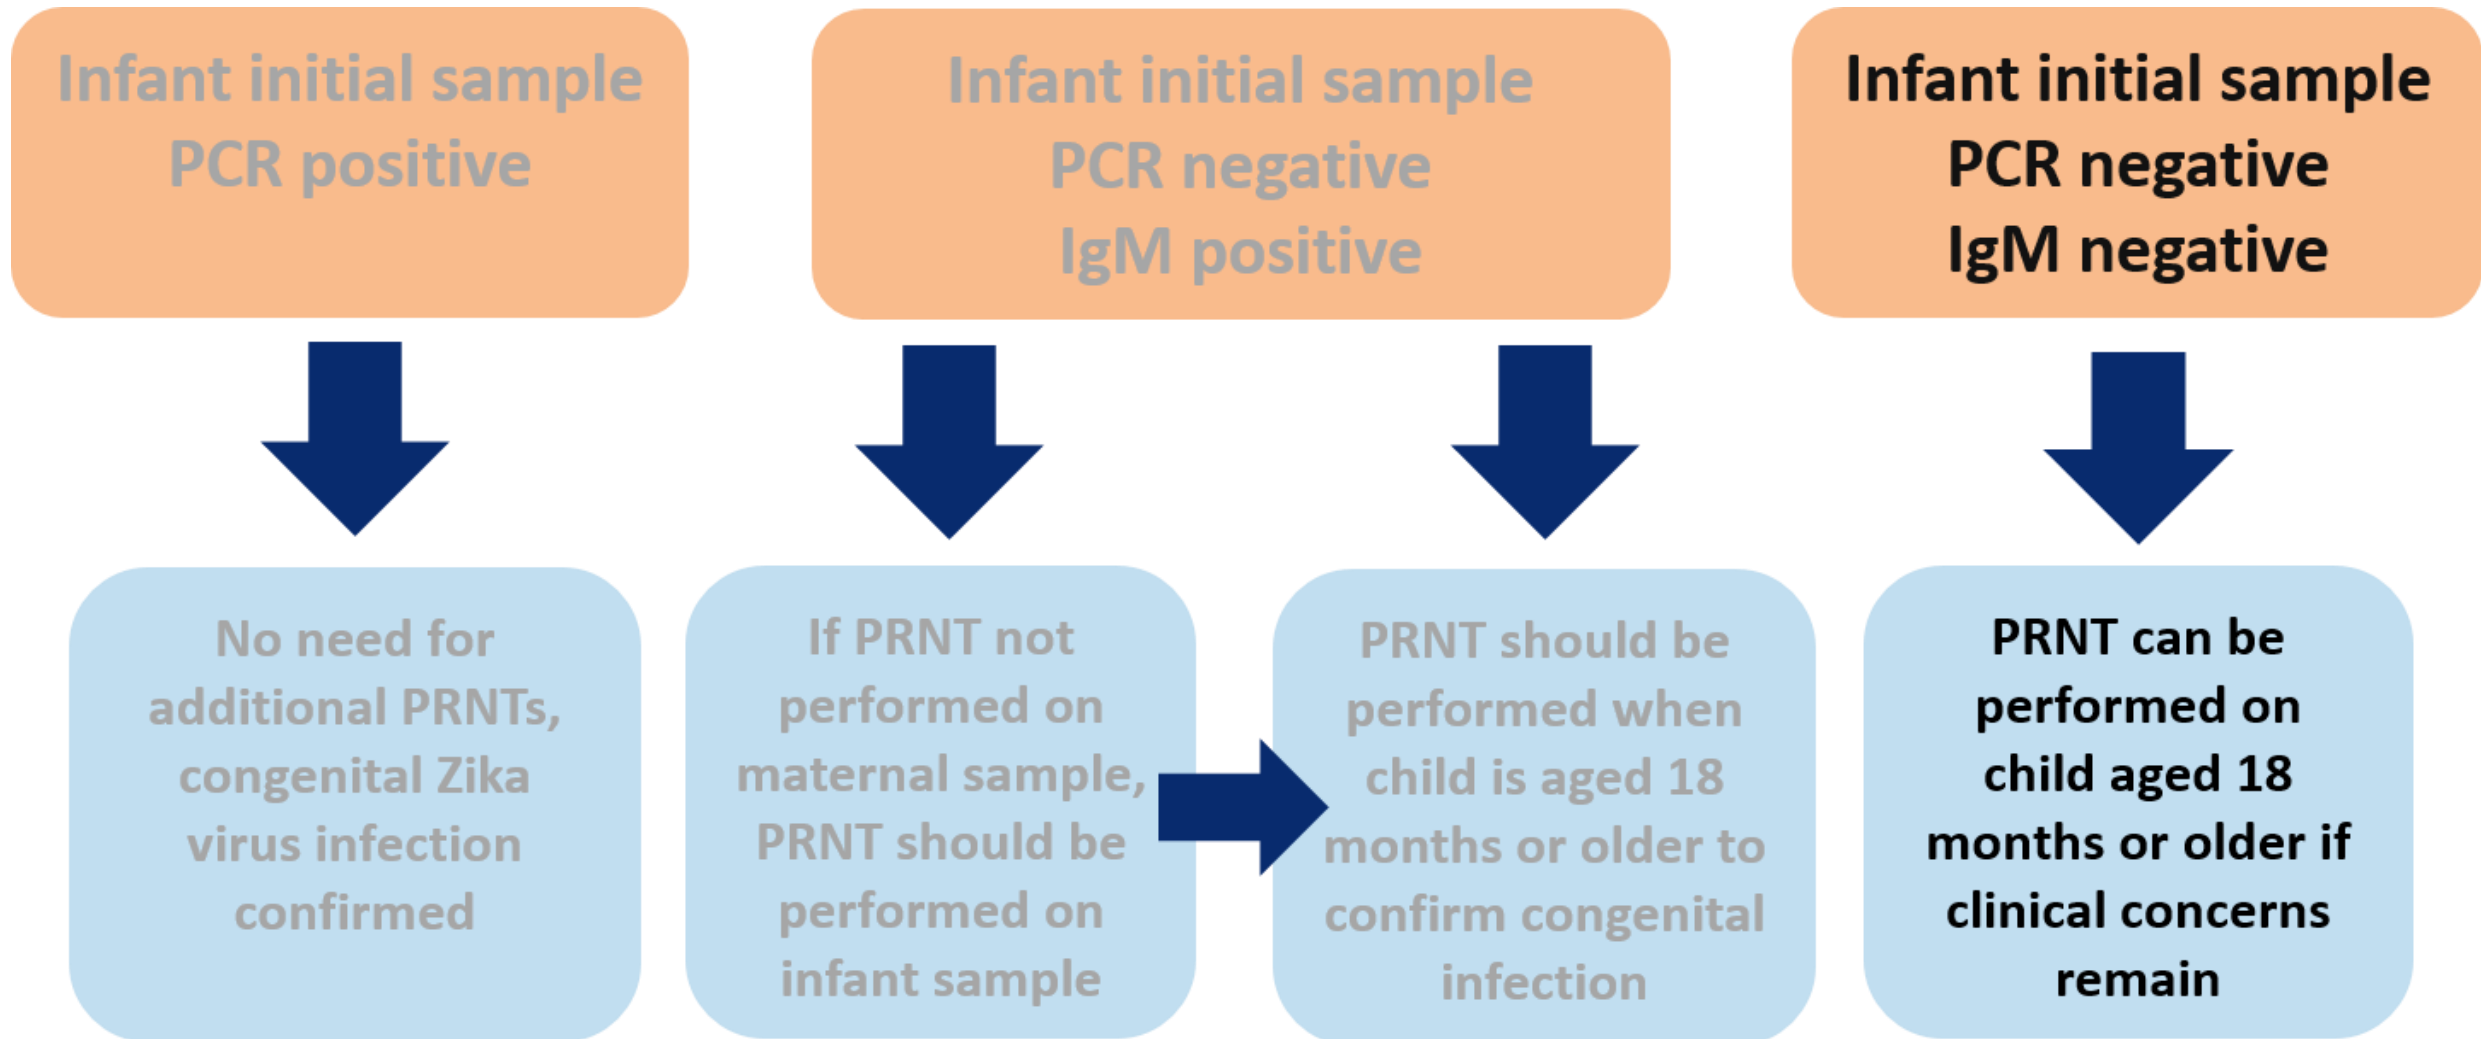 Infant initial sample
PCR positive
Infant initial sample
PCR negative
IgM positive
Infant initial sample
PCR negative
IgM negative
No need for
additional PRNTs,
congenital Zika
virus infection
confirmed
If PRNT not
performed on
maternal sample,
PRNT should be
performed on
infant sample
PRNT should be
performed when
child is aged 18
months or older to
confirm congenital
infection
PRNT can be
performed on
child aged 18
months or older if
clinical concerns
remain